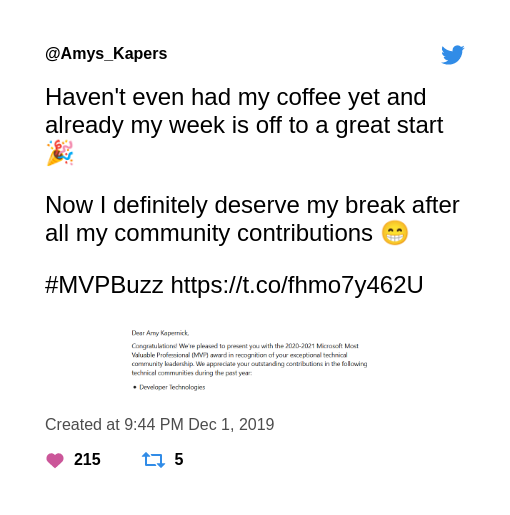 @Amys_Kapers
Haven't even had my coffee yet and
already my week is off to a great start
🎉
Now I definitely deserve my break after
all my community contributions 😁
#MVPBuzz https://t.co/fhmo7y462U
Dear Amy Kapernick,
Congratulations! We're pleased to present you with the 2020-2021 Microsoft Most
Valuable Professional (MVP) award in recognition of your exceptional technical
community leadership. We appreciate your outstanding contributions in the following
technical communities during the past year:
• Developer Technologies
Created at 9:44 PM Dec 1, 2019
215 5